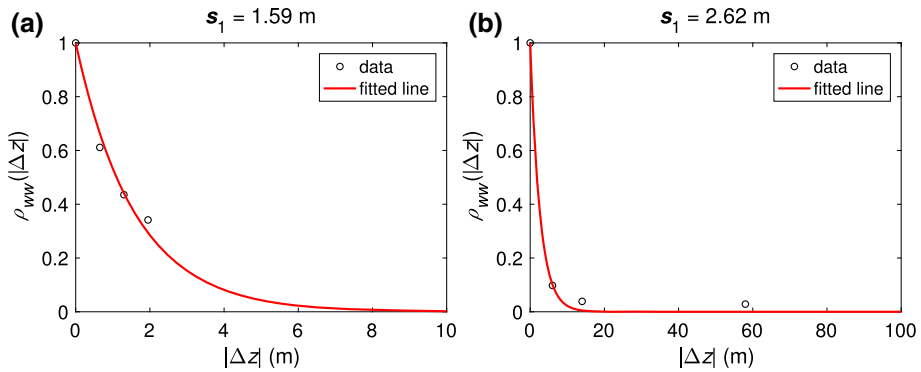 (a)
s₁ = 1.59 m
1
0.8
0.6
0.4
0.2
0
ρww(|Δz|)
data
fitted line
0 2 4 6 8 10
|Δz| (m)
(b)
s₁ = 2.62 m
1
0.8
0.6
0.4
0.2
0
ρww(|Δz|)
data
fitted line
0 20 40 60 80 100
|Δz| (m)